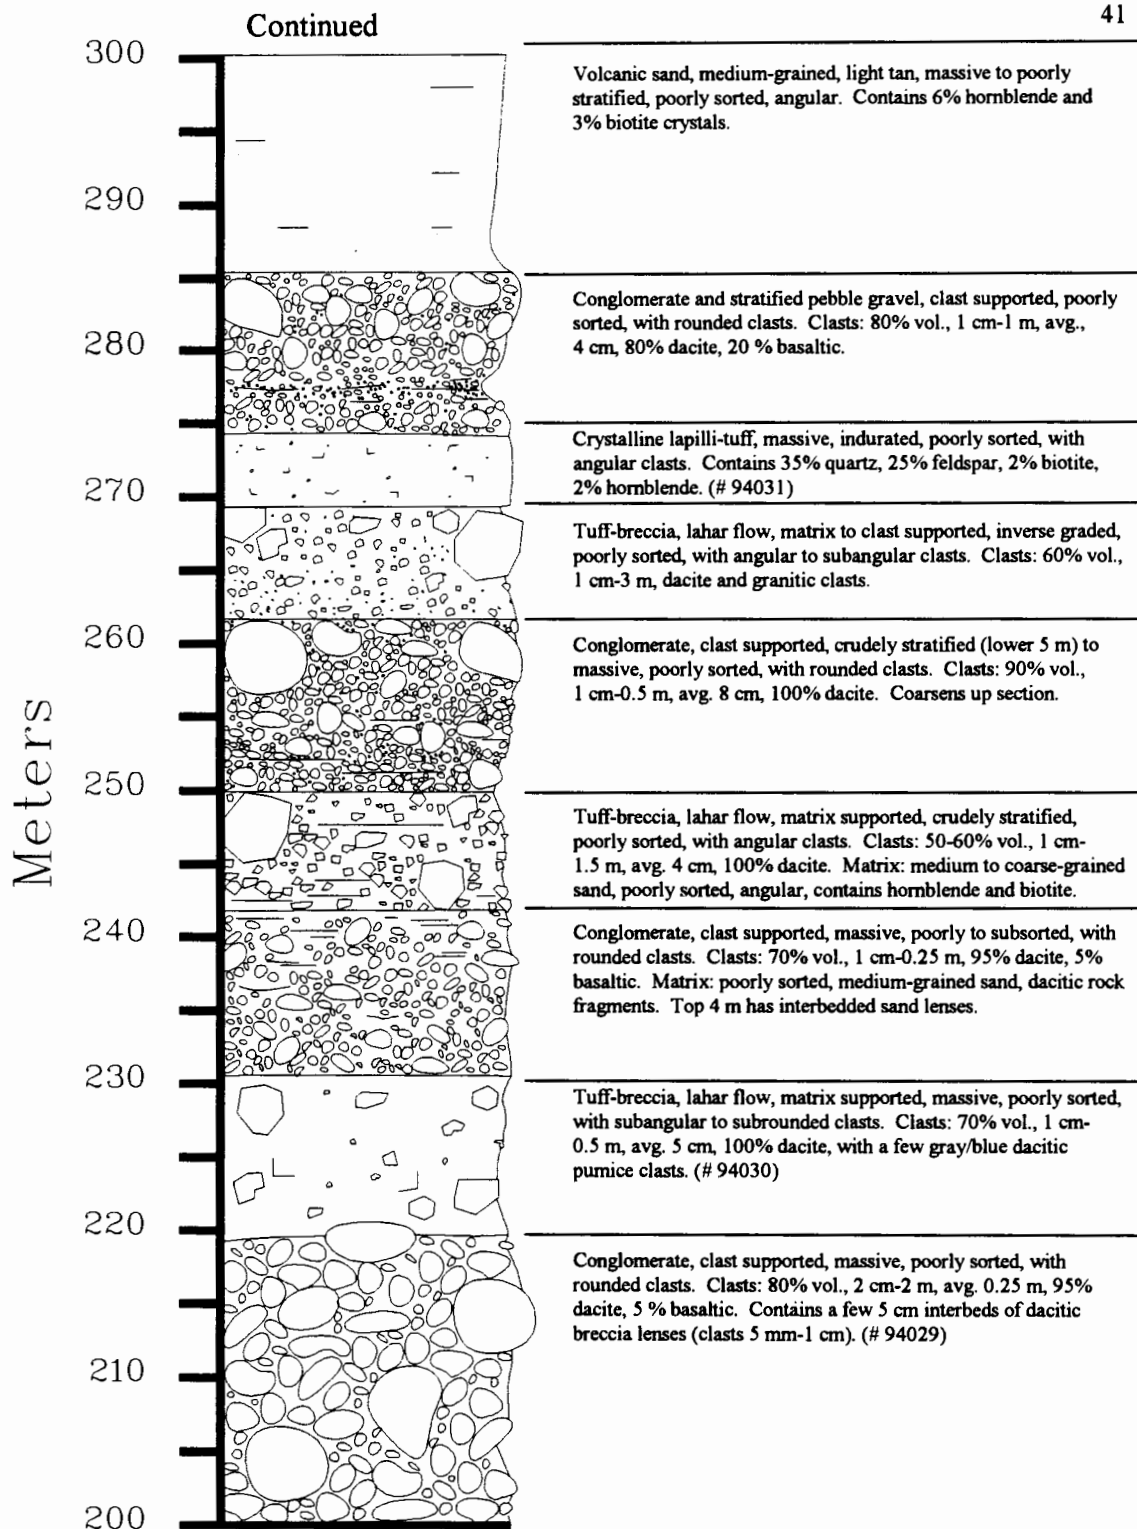 Continued
41
300
Volcanic sand, medium-grained, light tan, massive to poorly
stratified, poorly sorted, angular. Contains 6% hornblende and
3% biotite crystals.
290
Conglomerate and stratified pebble gravel, clast supported, poorly
sorted, with rounded clasts. Clasts: 80% vol., 1 cm-1 m, avg.,
4 cm, 80% dacite, 20 % basaltic.
280
Crystalline lapilli-tuff, massive, indurated, poorly sorted, with
angular clasts. Contains 35% quartz, 25% feldspar, 2% biotite,
2% hornblende. (# 94031)
270
Tuff-breccia, lahar flow, matrix to clast supported, inverse graded,
poorly sorted, with angular to subangular clasts. Clasts: 60% vol.,
1 cm-3 m, dacite and granitic clasts.
260
Conglomerate, clast supported, crudely stratified (lower 5 m) to
massive, poorly sorted, with rounded clasts. Clasts: 90% vol.,
1 cm-0.5 m, avg. 8 cm, 100% dacite. Coarsens up section.
Meters
250
Tuff-breccia, lahar flow, matrix supported, crudely stratified,
poorly sorted, with angular clasts. Clasts: 50-60% vol., 1 cm-
1.5 m, avg. 4 cm, 100% dacite. Matrix: medium to coarse-grained
sand, poorly sorted, angular, contains hornblende and biotite.
240
Conglomerate, clast supported, massive, poorly to subsorted, with
rounded clasts. Clasts: 70% vol., 1 cm-0.25 m, 95% dacite, 5%
basaltic. Matrix: poorly sorted, medium-grained sand, dacitic rock
fragments. Top 4 m has interbedded sand lenses.
230
Tuff-breccia, lahar flow, matrix supported, massive, poorly sorted,
with subangular to subrounded clasts. Clasts: 70% vol., 1 cm-
0.5 m, avg. 5 cm, 100% dacite, with a few gray/blue dacitic
pumice clasts. (# 94030)
220
Conglomerate, clast supported, massive, poorly sorted, with
rounded clasts. Clasts: 80% vol., 2 cm-2 m, avg. 0.25 m, 95%
dacite, 5 % basaltic. Contains a few 5 cm interbeds of dacitic
breccia lenses (clasts 5 mm-1 cm). (# 94029)
210
200